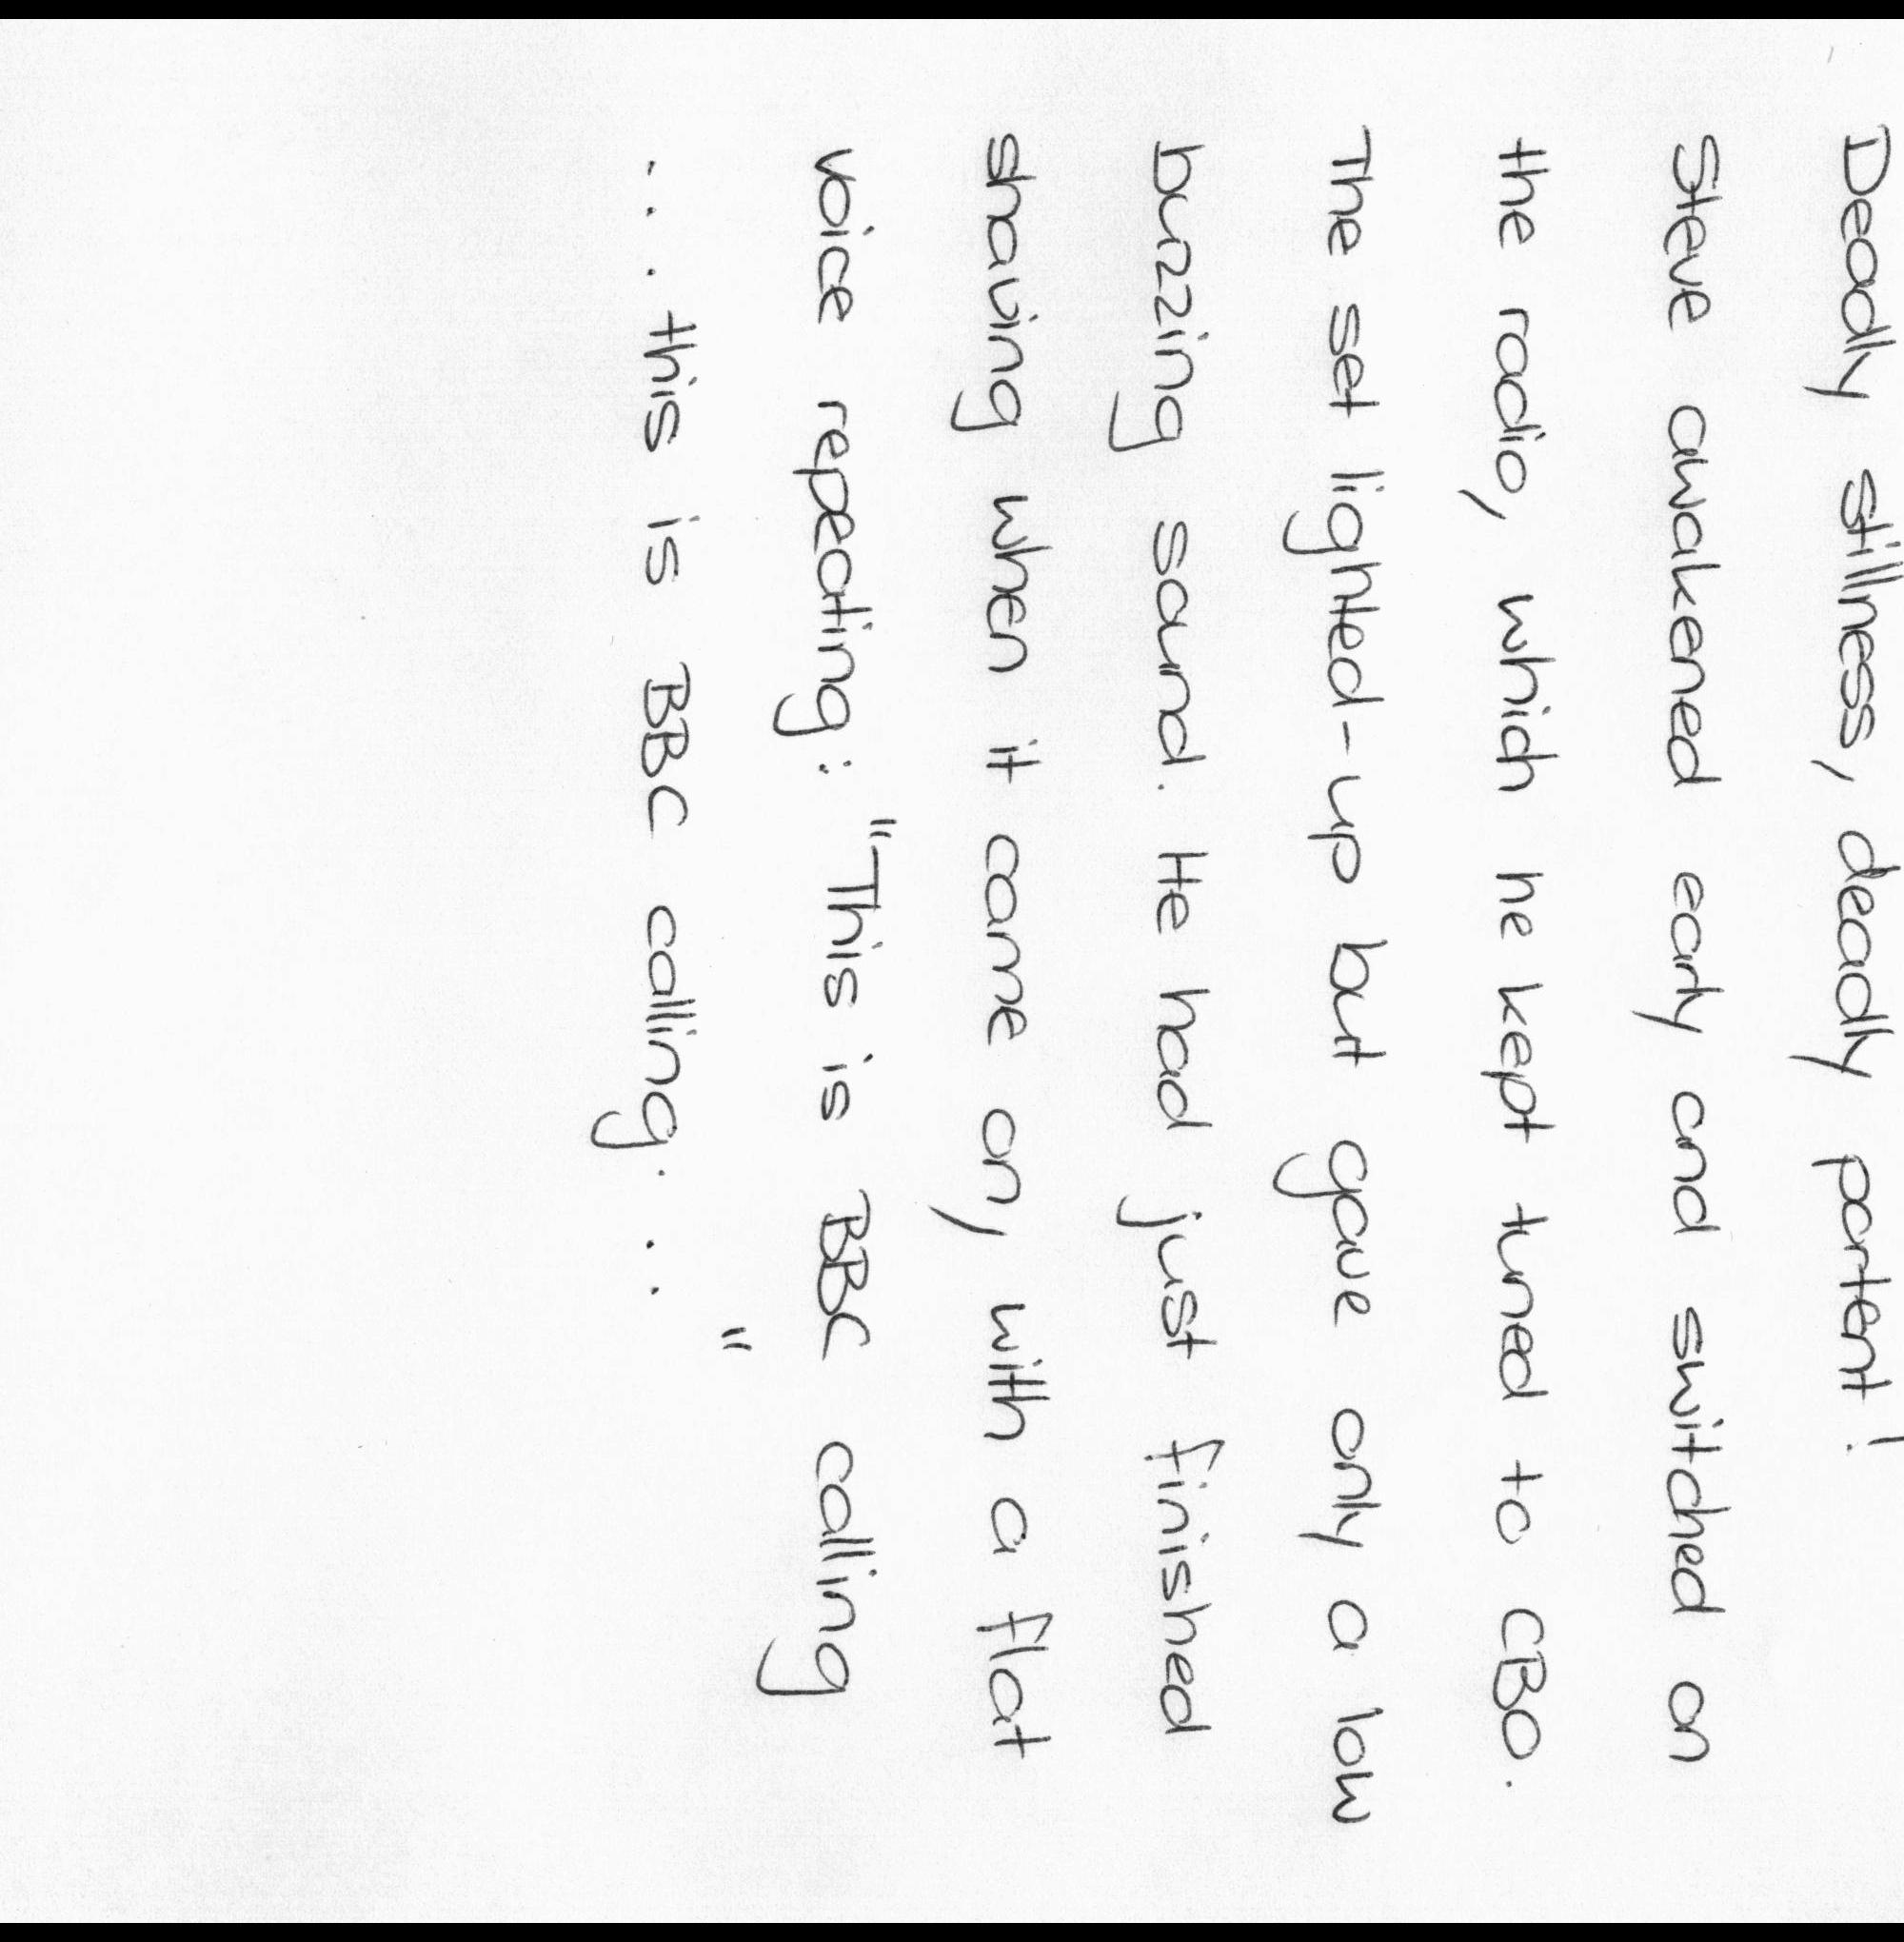 Deadly stillness, deadly portent!
Steve awakened early and switched on
the radio, which he kept tuned to CBO.
The set lighted-up but gave only a low
buzzing sound. He had just finished
shaving when it came on, with a flat
voice repeating: "This is BBC calling
... this is BBC calling. . . "